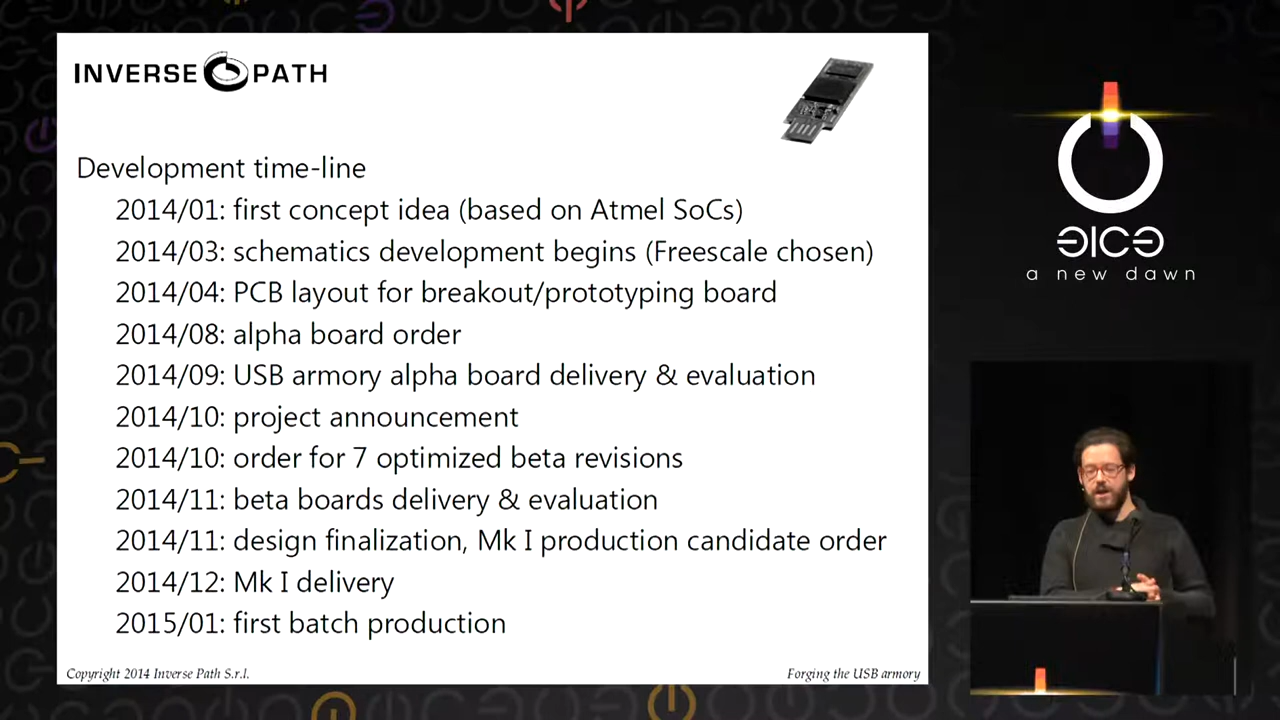 INVERSE PATH
Development time-line
2014/01: first concept idea (based on Atmel SoCs)
2014/03: schematics development begins (Freescale chosen)
2014/04: PCB layout for breakout/prototyping board
2014/08: alpha board order
2014/09: USB armory alpha board delivery & evaluation
2014/10: project announcement
2014/10: order for 7 optimized beta revisions
2014/11: beta boards delivery & evaluation
2014/11: design finalization, Mk I production candidate order
2014/12: Mk I delivery
2015/01: first batch production
Copyright 2014 Inverse Path S.r.l.
Forging the USB armory
a new dawn